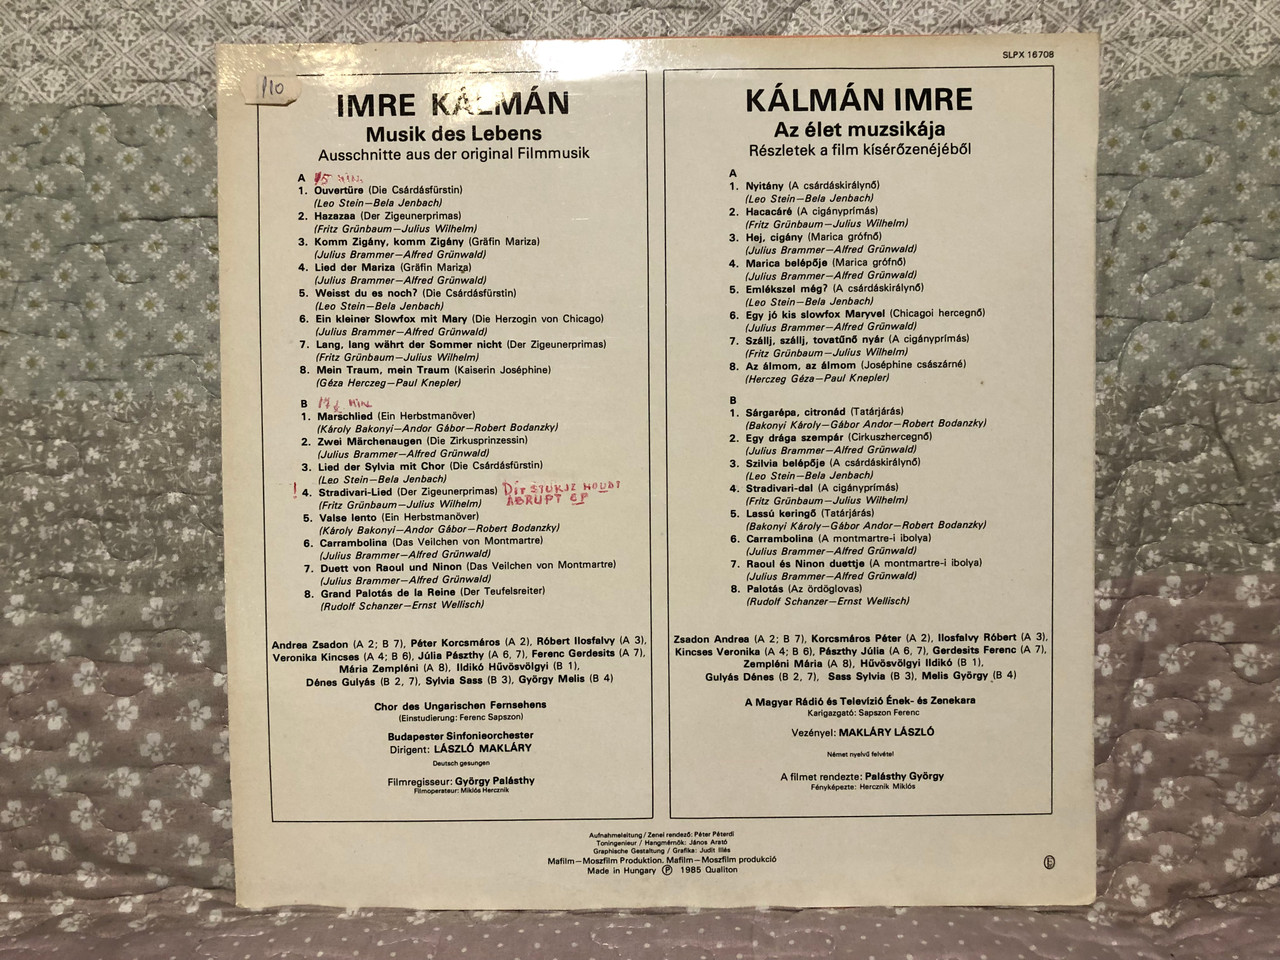 SLPX 16708
/10
IMRE KÁLMÁN
Musik des Lebens
Ausschnitte aus der original Filmmusik
A 15 min.
1. Ouvertüre (Die Csárdásfürstin)
(Leo Stein—Bela Jenbach)
2. Hazazaa (Der Zigeunerprimas)
(Fritz Grünbaum—Julius Wilhelm)
3. Komm Zigány, komm Zigány (Gräfin Mariza)
(Julius Brammer—Alfred Grünwald)
4. Lied der Mariza (Gräfin Mariza)
(Julius Brammer—Alfred Grünwald)
5. Weisst du es noch? (Die Csárdásfürstin)
(Leo Stein—Bela Jenbach)
6. Ein kleiner Slowfox mit Mary (Die Herzogin von Chicago)
(Julius Brammer—Alfred Grünwald)
7. Lang, lang währt der Sommer nicht (Der Zigeunerprimas)
(Fritz Grünbaum—Julius Wilhelm)
8. Mein Traum, mein Traum (Kaiserin Joséphine)
(Géza Herczeg—Paul Knepler)
B
1. Marschlied (Ein Herbstmanöver)
(Károly Bakonyi—Andor Gábor—Robert Bodanzky)
2. Zwei Märchenaugen (Die Zirkusprinzessin)
(Julius Brammer—Alfred Grünwald)
3. Lied der Sylvia mit Chor (Die Csárdásfürstin)
(Leo Stein—Bela Jenbach)
! 4. Stradivari-Lied (Der Zigeunerprimas) DIT STUKJE HOUDT
(Fritz Grünbaum—Julius Wilhelm) ABRUPT OP
5. Valse lento (Ein Herbstmanöver)
(Károly Bakonyi—Andor Gábor—Robert Bodanzky)
6. Carrambolina (Das Veilchen von Montmartre)
(Julius Brammer—Alfred Grünwald)
7. Duett von Raoul und Ninon (Das Veilchen von Montmartre)
(Julius Brammer—Alfred Grünwald)
8. Grand Palotás de la Reine (Der Teufelsreiter)
(Rudolf Schanzer—Ernst Wellisch)
Andrea Zsadon (A 2; B 7), Péter Korcsmáros (A 2), Róbert Ilosfalvy (A 3),
Veronika Kincses (A 4; B 6), Júlia Pászthy (A 6, 7), Ferenc Gerdesits (A 7),
Mária Zempléni (A 8), Ildikó Hűvösvölgyi (B 1),
Dénes Gulyás (B 2, 7), Sylvia Sass (B 3), György Melis (B 4)
Chor des Ungarischen Fernsehens
(Einstudierung: Ferenc Sapszon)
Budapester Sinfonieorchester
Dirigent: LÁSZLÓ MAKLÁRY
Deutsch gesungen
Filmregisseur: György Palásthy
Filmoperateur: Miklós Hercznik
KÁLMÁN IMRE
Az élet muzsikája
Részletek a film kísérőzenéjéből
A
1. Nyitány (A csárdáskirálynő)
(Leo Stein—Bela Jenbach)
2. Hacacáré (A cigányprímás)
(Fritz Grünbaum—Julius Wilhelm)
3. Hej, cigány (Marica grófnő)
(Julius Brammer—Alfred Grünwald)
4. Marica belépője (Marica grófnő)
(Julius Brammer—Alfred Grünwald)
5. Emlékszel még? (A csárdáskirálynő)
(Leo Stein—Bela Jenbach)
6. Egy jó kis slowfox Maryvel (Chicagoi hercegnő)
(Julius Brammer—Alfred Grünwald)
7. Szállj, szállj, tovatűnő nyár (A cigányprímás)
(Fritz Grünbaum—Julius Wilhelm)
8. Az álmom, az álmom (Joséphine császárné)
(Herczeg Géza—Paul Knepler)
B
1. Sárgarépa, citronád (Tatárjárás)
(Bakonyi Károly—Gábor Andor—Robert Bodanzky)
2. Egy drága szempár (Cirkuszhercegnő)
(Julius Brammer—Alfred Grünwald)
3. Szilvia belépője (A csárdáskirálynő)
(Leo Stein—Bela Jenbach)
4. Stradivari-dal (A cigányprímás)
(Fritz Grünbaum—Julius Wilhelm)
5. Lassú keringő (Tatárjárás)
(Bakonyi Károly—Gábor Andor—Robert Bodanzky)
6. Carrambolina (A montmartre-i ibolya)
(Julius Brammer—Alfred Grünwald)
7. Raoul és Ninon duettje (A montmartre-i ibolya)
(Julius Brammer—Alfred Grünwald)
8. Palotás (Az ördöglovas)
(Rudolf Schanzer—Ernst Wellisch)
Zsadon Andrea (A 2; B 7), Korcsmáros Péter (A 2), Ilosfalvy Róbert (A 3),
Kincses Veronika (A 4; B 6), Pászthy Júlia (A 6, 7), Gerdesits Ferenc (A 7),
Zempléni Mária (A 8), Hűvösvölgyi Ildikó (B 1),
Gulyás Dénes (B 2, 7), Sass Sylvia (B 3), Melis György (B 4)
A Magyar Rádió és Televízió Ének- és Zenekara
Karigazgató: Sapszon Ferenc
Vezényel: MAKLÁRY LÁSZLÓ
Német nyelvű felvétel
A filmet rendezte: Palásthy György
Fényképezte: Hercznik Miklós
Aufnahmeleitung / Zenei rendező: Péter Péterdi
Toningenieur / Hangmérnök: János Arató
Graphische Gestaltung / Grafika: Judit Illés
Mafilm—Moszfilm Produktion. Mafilm—Moszfilm produkció
Made in Hungary Ⓟ 1985 Qualiton